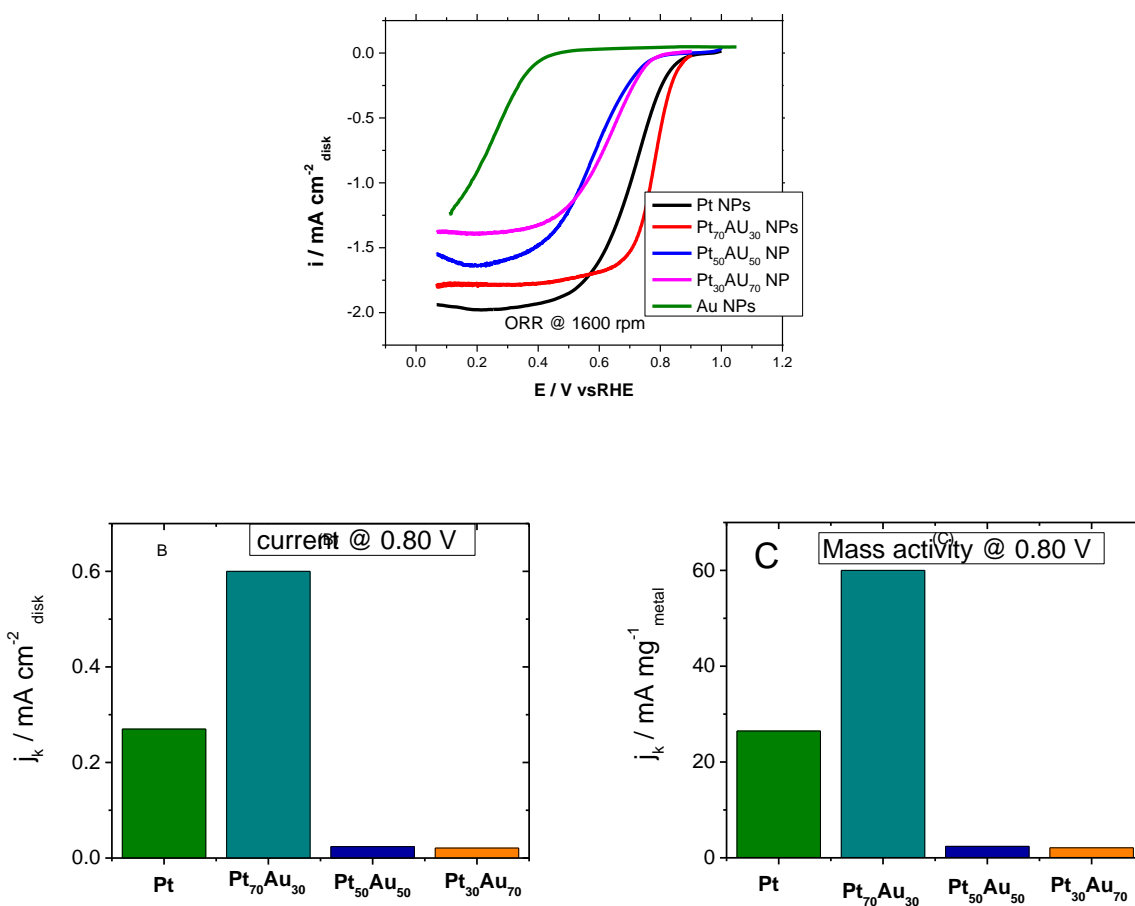 0.0
-0.5
-1.0
-1.5
-2.0
i / mA cm⁻² disk
Pt NPs
Pt₇₀AU₃₀ NPs
Pt₅₀AU₅₀ NP
Pt₃₀AU₇₀ NP
Au NPs
ORR @ 1600 rpm
0.0 0.2 0.4 0.6 0.8 1.0 1.2
E / V vsRHE
B
(B)
current @ 0.80 V
0.6
0.4
0.2
0.0
jₖ / mA cm⁻² disk
Pt Pt₇₀Au₃₀ Pt₅₀Au₅₀ Pt₃₀Au₇₀
C
(C)
Mass activity @ 0.80 V
60
40
20
0
jₖ / mA mg⁻¹ metal
Pt Pt₇₀Au₃₀ Pt₅₀Au₅₀ Pt₃₀Au₇₀